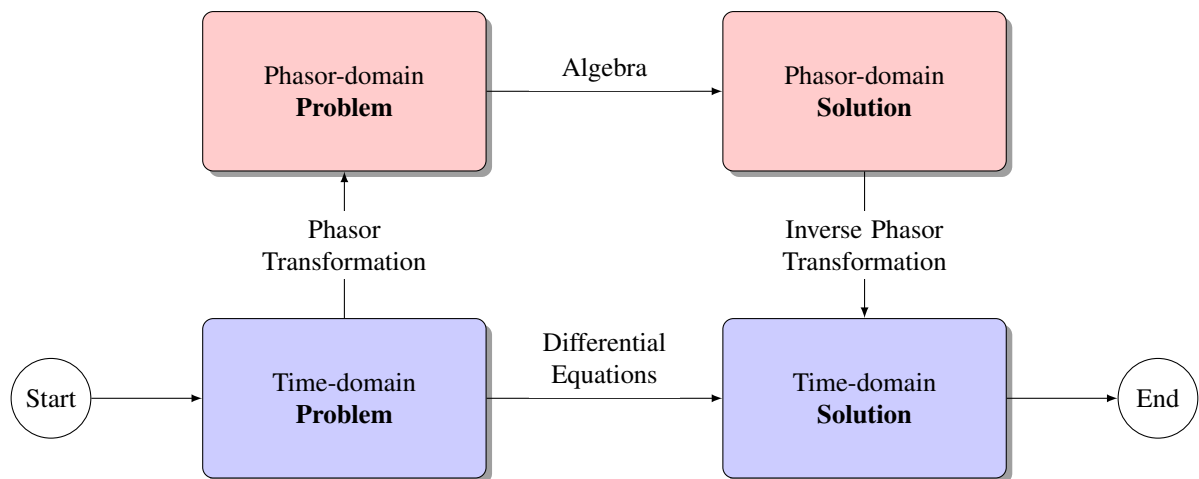 Phasor-domain
Problem
Algebra
Phasor-domain
Solution
Phasor
Transformation
Inverse Phasor
Transformation
Start
Time-domain
Problem
Differential
Equations
Time-domain
Solution
End